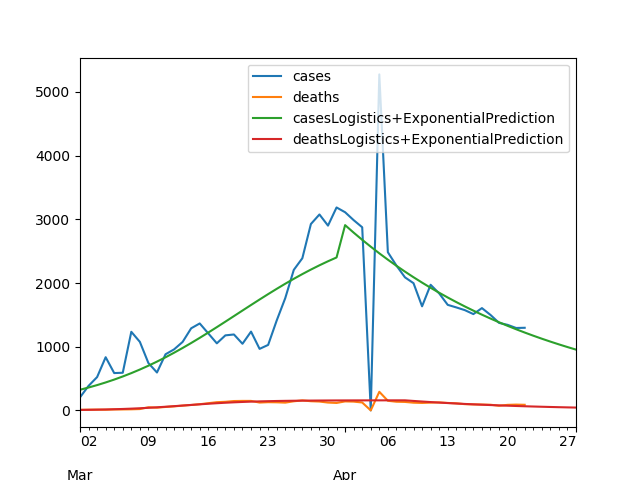 cases
deaths
casesLogistics+ExponentialPrediction
deathsLogistics+ExponentialPrediction
5000
4000
3000
2000
1000
0
02 09 16 23 30 06 13 20 27
Mar Apr